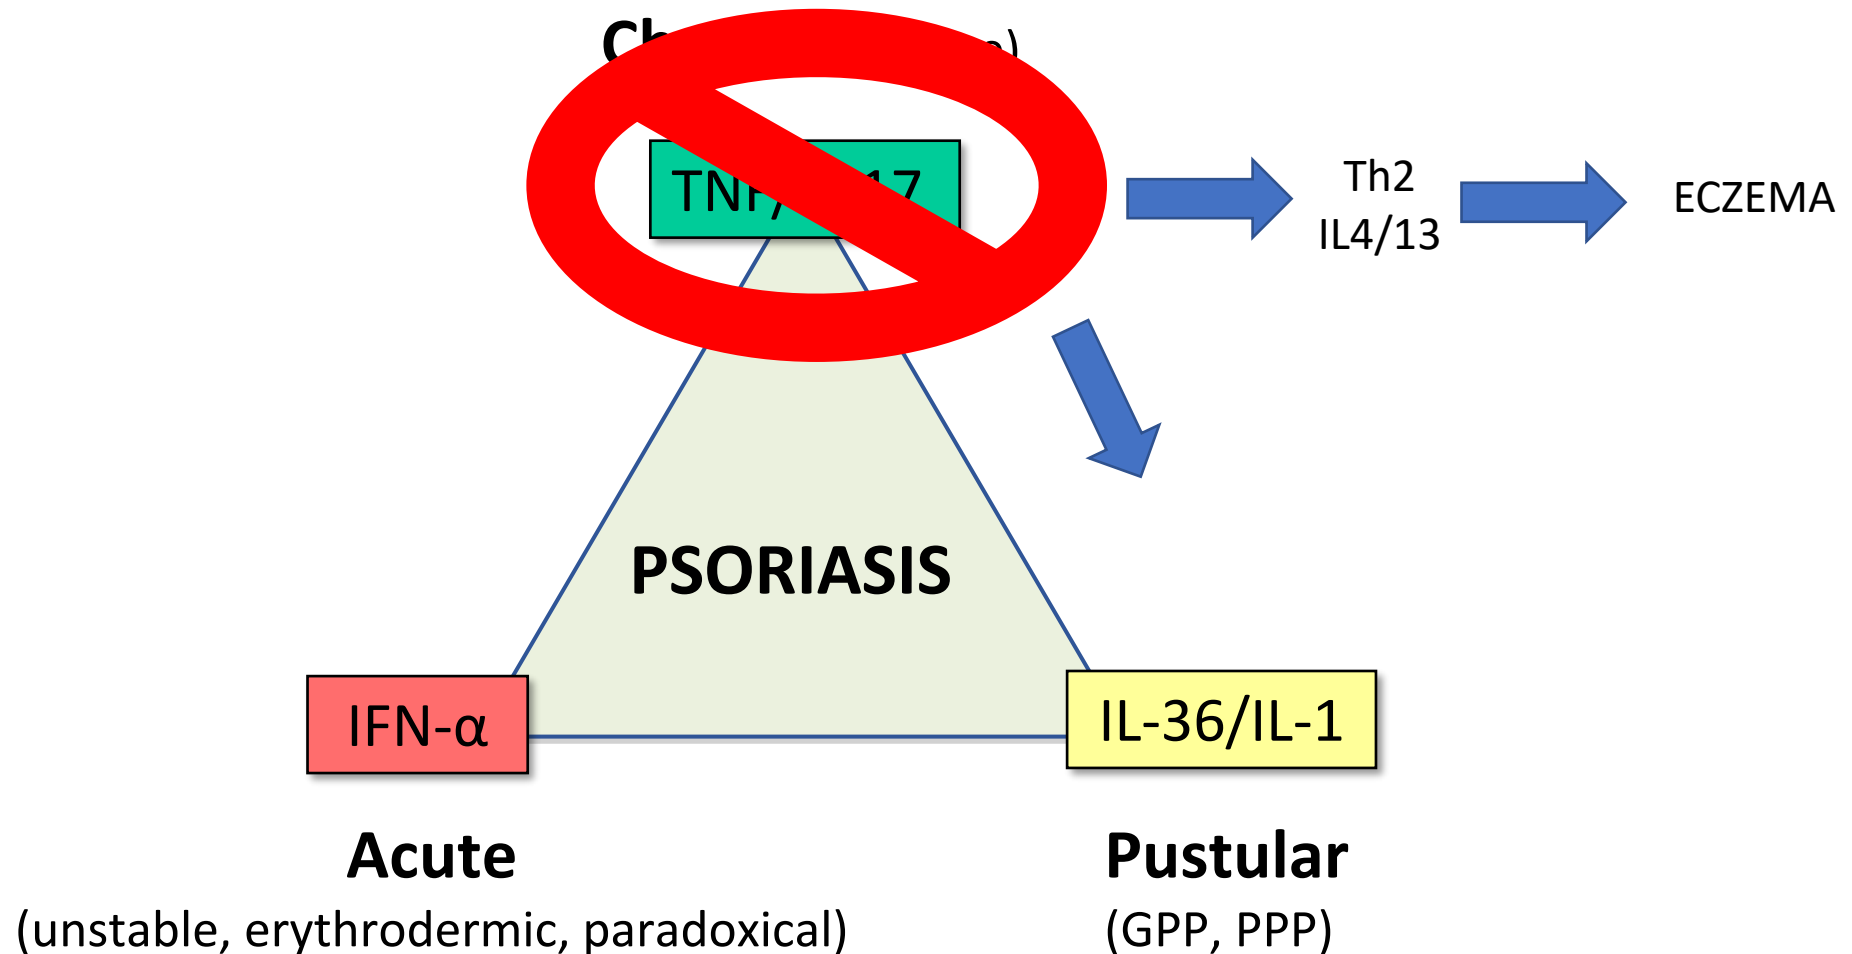 Th2
IL4/13
ECZEMA
PSORIASIS
IFN-α
IL-36/IL-1
Acute
(unstable, erythrodermic, paradoxical)
Pustular
(GPP, PPP)